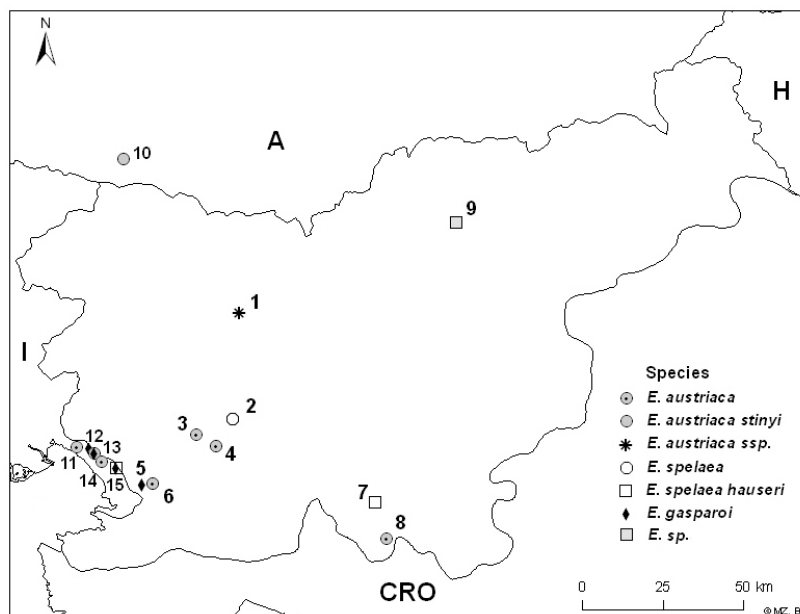 N
A
H
10
9
1
I
Species
E. austriaca
E. austriaca stinyi
E. austriaca ssp.
E. spelaea
E. spelaea hauseri
E. gasparoi
E. sp.
2
3
4
12
13
11
14
15
5
6
7
8
CRO
0 25 50 km